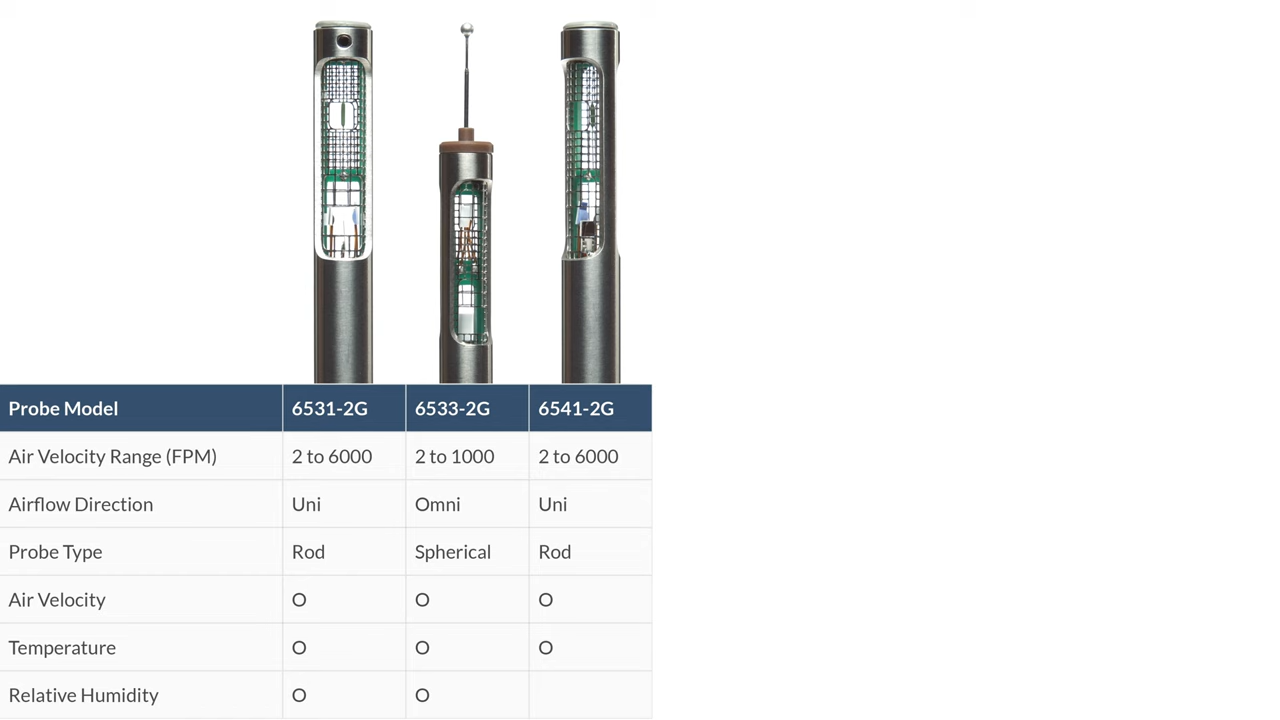 Probe Model 6531-2G 6533-2G 6541-2G
Air Velocity Range (FPM) 2 to 6000 2 to 1000 2 to 6000
Airflow Direction Uni Omni Uni
Probe Type Rod Spherical Rod
Air Velocity O O O
Temperature O O O
Relative Humidity O O